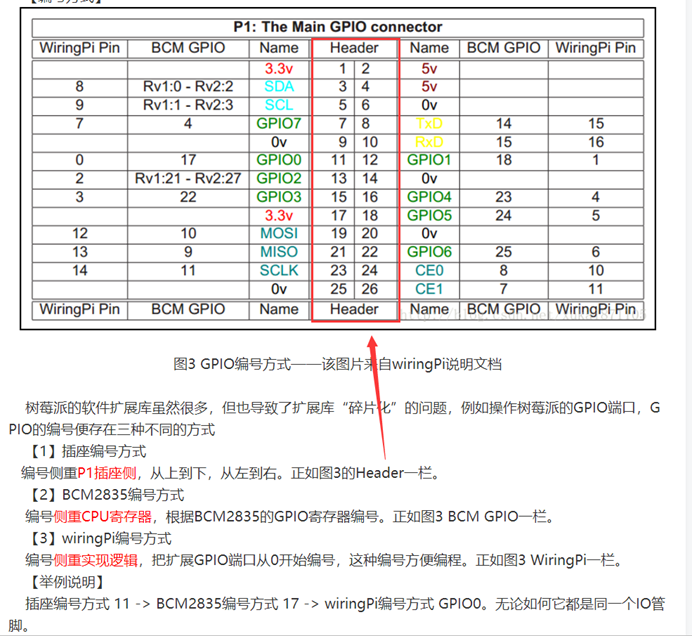 【编号方式】
P1: The Main GPIO connector
WiringPi Pin BCM GPIO Name Header Name BCM GPIO WiringPi Pin
3.3v 1 2 5v
8 Rv1:0 - Rv2:2 SDA 3 4 5v
9 Rv1:1 - Rv2:3 SCL 5 6 0v
7 4 GPIO7 7 8 TxD 14 15
0v 9 10 RxD 15 16
0 17 GPIO0 11 12 GPIO1 18 1
2 Rv1:21 - Rv2:27 GPIO2 13 14 0v
3 22 GPIO3 15 16 GPIO4 23 4
3.3v 17 18 GPIO5 24 5
12 10 MOSI 19 20 0v
13 9 MISO 21 22 GPIO6 25 6
14 11 SCLK 23 24 CE0 8 10
0v 25 26 CE1 7 11
WiringPi Pin BCM GPIO Name Header Name BCM GPIO WiringPi Pin
图3 GPIO编号方式——该图片来自wiringPi说明文档
树莓派的软件扩展库虽然很多，但也导致了扩展库“碎片化”的问题，例如操作树莓派的GPIO端口，G
PIO的编号便存在三种不同的方式
【1】插座编号方式
编号侧重P1插座侧，从上到下，从左到右。正如图3的Header一栏。
【2】BCM2835编号方式
编号侧重CPU寄存器，根据BCM2835的GPIO寄存器编号。正如图3 BCM GPIO一栏。
【3】wiringPi编号方式
编号侧重实现逻辑，把扩展GPIO端口从0开始编号，这种编号方便编程。正如图3 WiringPi一栏。
【举例说明】
插座编号方式 11 -> BCM2835编号方式 17 -> wiringPi编号方式 GPIO0。无论如何它都是同一个IO管
脚。